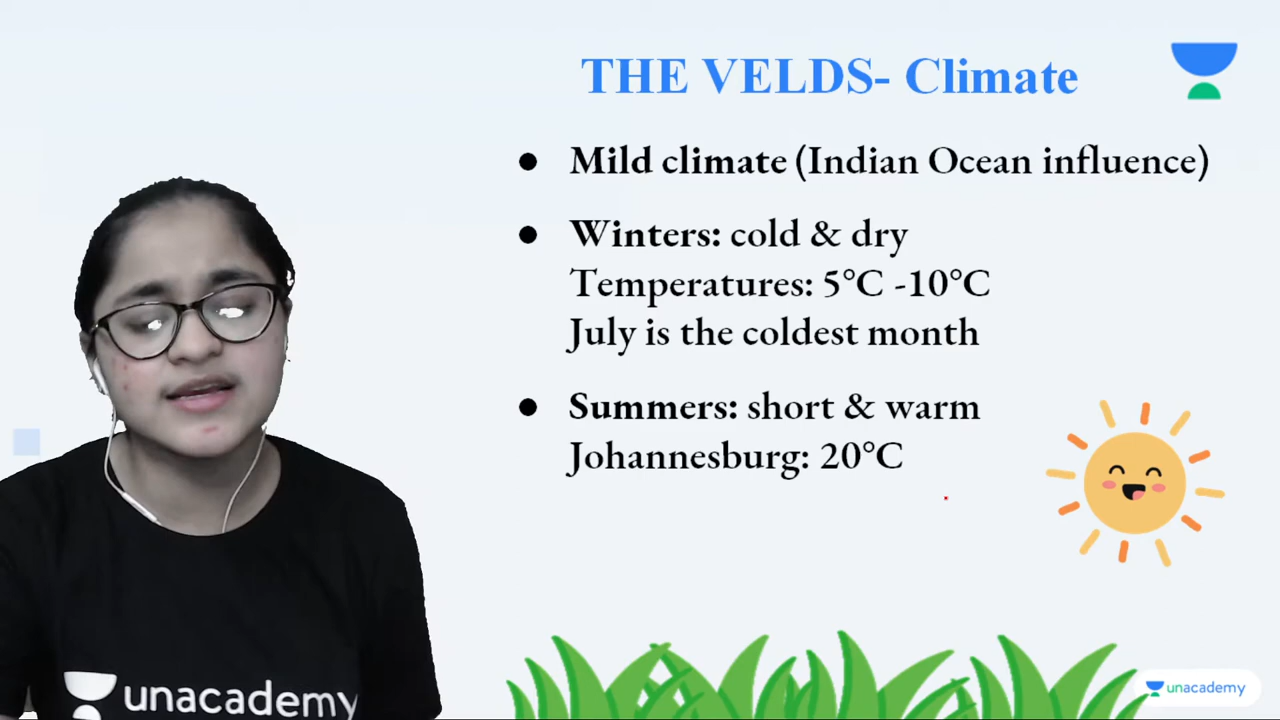 THE VELDS- Climate
● Mild climate (Indian Ocean influence)
● Winters: cold & dry
Temperatures: 5°C -10°C
July is the coldest month
● Summers: short & warm
Johannesburg: 20°C
unacademy
unacademy